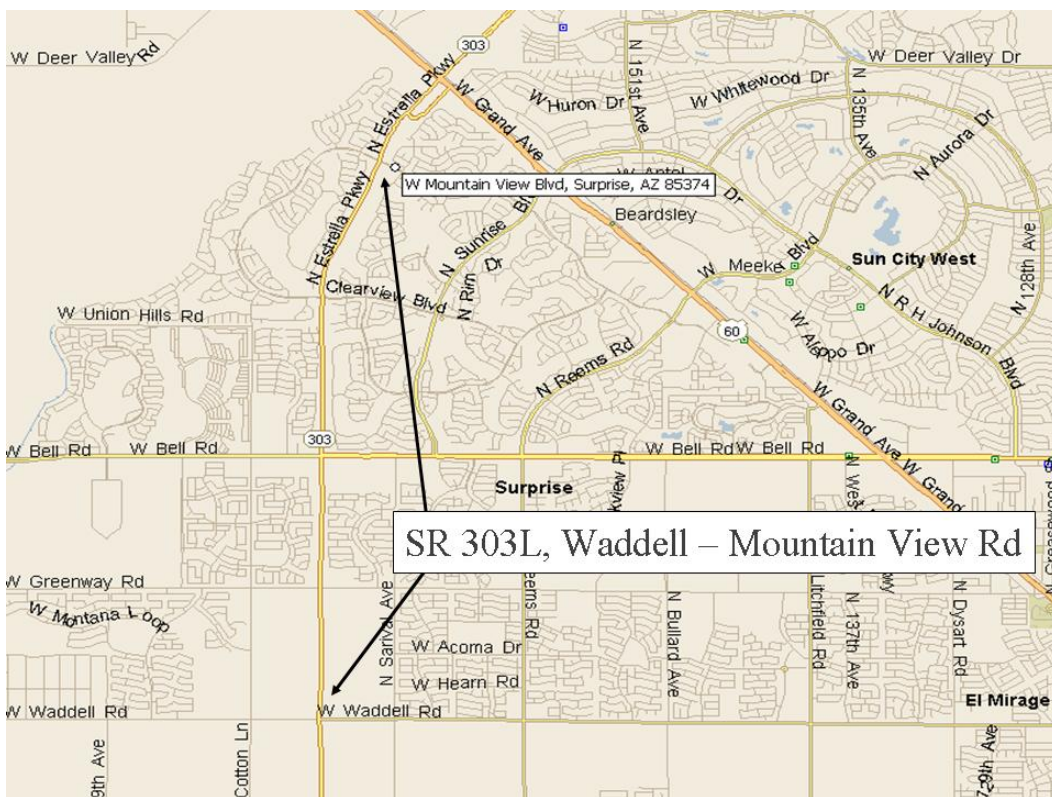 303
W Deer Valley Rd
W Deer Valley Dr
N Estrella Pkwy
W Grand Ave
N 151st Ave
W Huron Dr
W Whitewood Dr
N 135th Ave
N Aurora Dr
W Mountain View Blvd, Surprise, AZ 85374
Dr
Beardsley
N Estrella Pkwy
N Sunrise
N Rim Dr
Clearview Blvd
W Meeker Blvd
Sun City West
N 128th Ave
W Union Hills Rd
60
N R H Johnson Blvd
N Reems Rd
W Grand Ave
W Grand
303
W Bell Rd
W Bell Rd
W Bell Rd
W Bell Rd
Surprise
SR 303L, Waddell – Mountain View Rd
W Greenway Rd
W Montana Loop
N Sarival Ave
W Acoma Dr
W Hearn Rd
N Bullard Ave
Litchfield Rd
N 137th Ave
N Dysart Rd
El Mirage
W Waddell Rd
W Waddell Rd
Cotton Ln